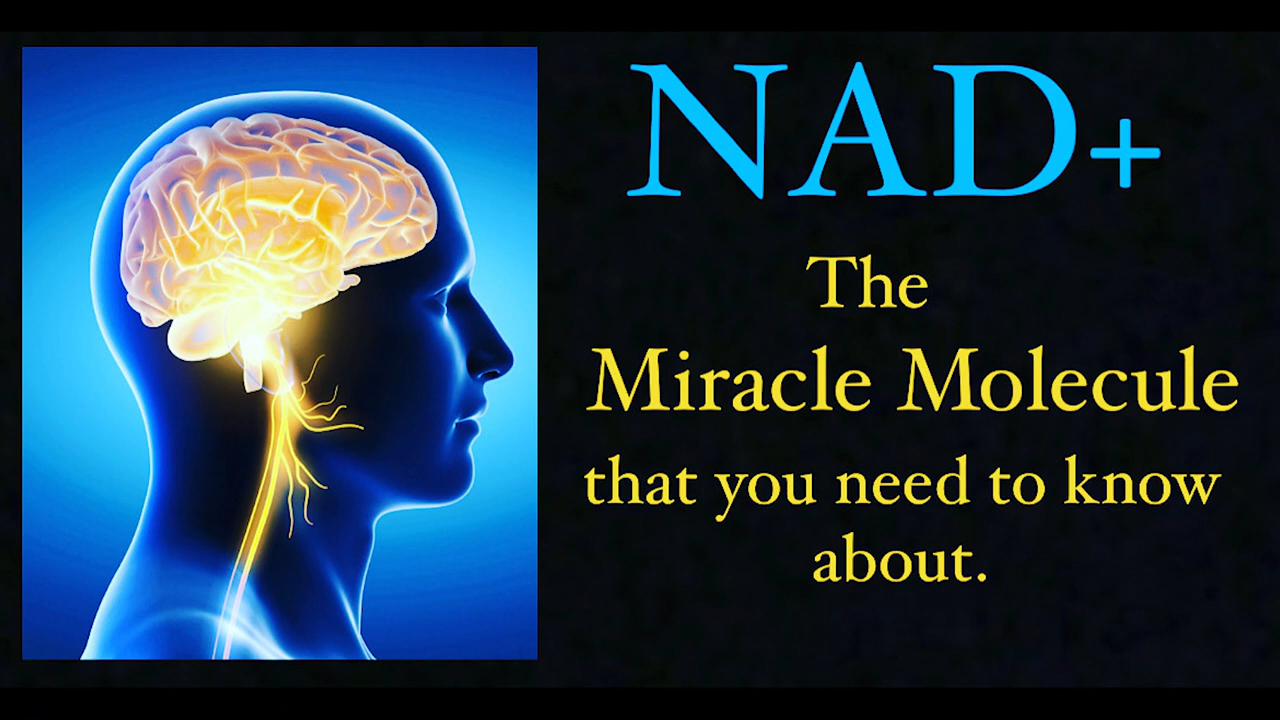 NAD+
The
Miracle Molecule
that you need to know
about.